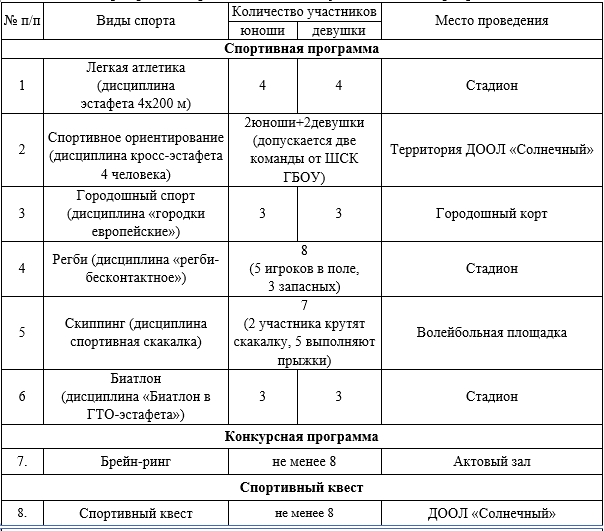 № п/п Виды спорта Количество участников Место проведения
юноши девушки
Спортивная программа
1 Легкая атлетика (дисциплина эстафета 4х200 м) 4 4 Стадион
2 Спортивное ориентирование (дисциплина кросс-эстафета 4 человека) 2юноши+2девушки (допускается две команды от ШСК ГБОУ) Территория ДООЛ «Солнечный»
3 Городошный спорт (дисциплина «городки европейские») 3 3 Городошный корт
4 Регби (дисциплина «регби-бесконтактное») 8 (5 игроков в поле, 3 запасных) Стадион
5 Скиппинг (дисциплина спортивная скакалка) 7 (2 участника крутят скакалку, 5 выполняют прыжки) Волейбольная площадка
6 Биатлон (дисциплина «Биатлон в ГТО-эстафета») 3 3 Стадион
Конкурсная программа
7. Брейн-ринг не менее 8 Актовый зал
Спортивный квест
8. Спортивный квест не менее 8 ДООЛ «Солнечный»